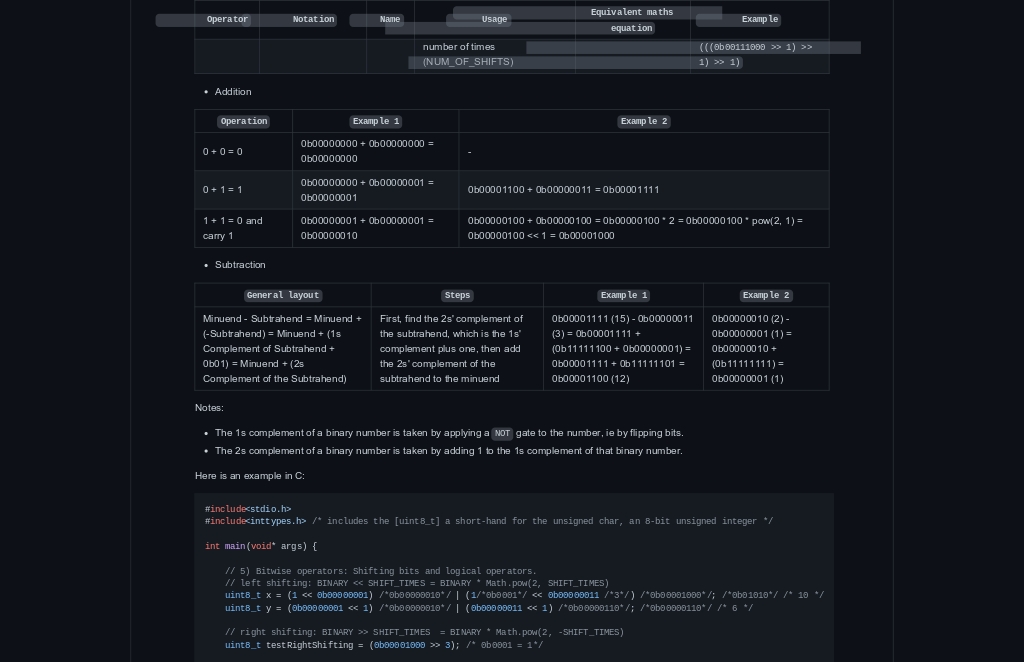 Operator Notation Name Usage Equivalent maths equation Example
number of times (((0b00111000 >> 1) >>
(NUM_OF_SHIFTS) 1) >> 1)
• Addition
Operation Example 1 Example 2
0 + 0 = 0 0b00000000 + 0b00000000 = -
0b00000000
0 + 1 = 1 0b00000000 + 0b00000001 = 0b00001100 + 0b00000011 = 0b00001111
0b00000001
1 + 1 = 0 and 0b00000001 + 0b00000001 = 0b00000100 + 0b00000100 = 0b00000100 * 2 = 0b00000100 * pow(2, 1) =
carry 1 0b00000010 0b00000100 << 1 = 0b00001000
• Subtraction
General layout Steps Example 1 Example 2
Minuend - Subtrahend = Minuend + First, find the 2s' complement of 0b00001111 (15) - 0b00000011 0b00000010 (2) -
(-Subtrahend) = Minuend + (1s the subtrahend, which is the 1s' (3) = 0b00001111 + 0b00000001 (1) =
Complement of Subtrahend + complement plus one, then add (0b11111100 + 0b00000001) = 0b00000010 +
0b01) = Minuend + (2s the 2s' complement of the 0b00001111 + 0b11111101 = (0b11111111) =
Complement of the Subtrahend) subtrahend to the minuend 0b00001100 (12) 0b00000001 (1)
Notes:
• The 1s complement of a binary number is taken by applying a NOT gate to the number, ie by flipping bits.
• The 2s complement of a binary number is taken by adding 1 to the 1s complement of that binary number.
Here is an example in C:
#include<stdio.h>
#include<inttypes.h> /* includes the [uint8_t] a short-hand for the unsigned char, an 8-bit unsigned integer */
int main(void* args) {
// 5) Bitwise operators: Shifting bits and logical operators.
// left shifting: BINARY << SHIFT_TIMES = BINARY * Math.pow(2, SHIFT_TIMES)
uint8_t x = (1 << 0b00000001) /*0b00000010*/ | (1/*0b0001*/ << 0b00000011 /*3*/) /*0b00001000*/; /*0b01010*/ /* 10 */
uint8_t y = (0b00000001 << 1) /*0b00000010*/ | (0b00000011 << 1) /*0b00000110*/; /*0b00000110*/ /* 6 */
// right shifting: BINARY >> SHIFT_TIMES  = BINARY * Math.pow(2, -SHIFT_TIMES)
uint8_t testRightShifting = (0b00001000 >> 3); /* 0b0001 = 1*/